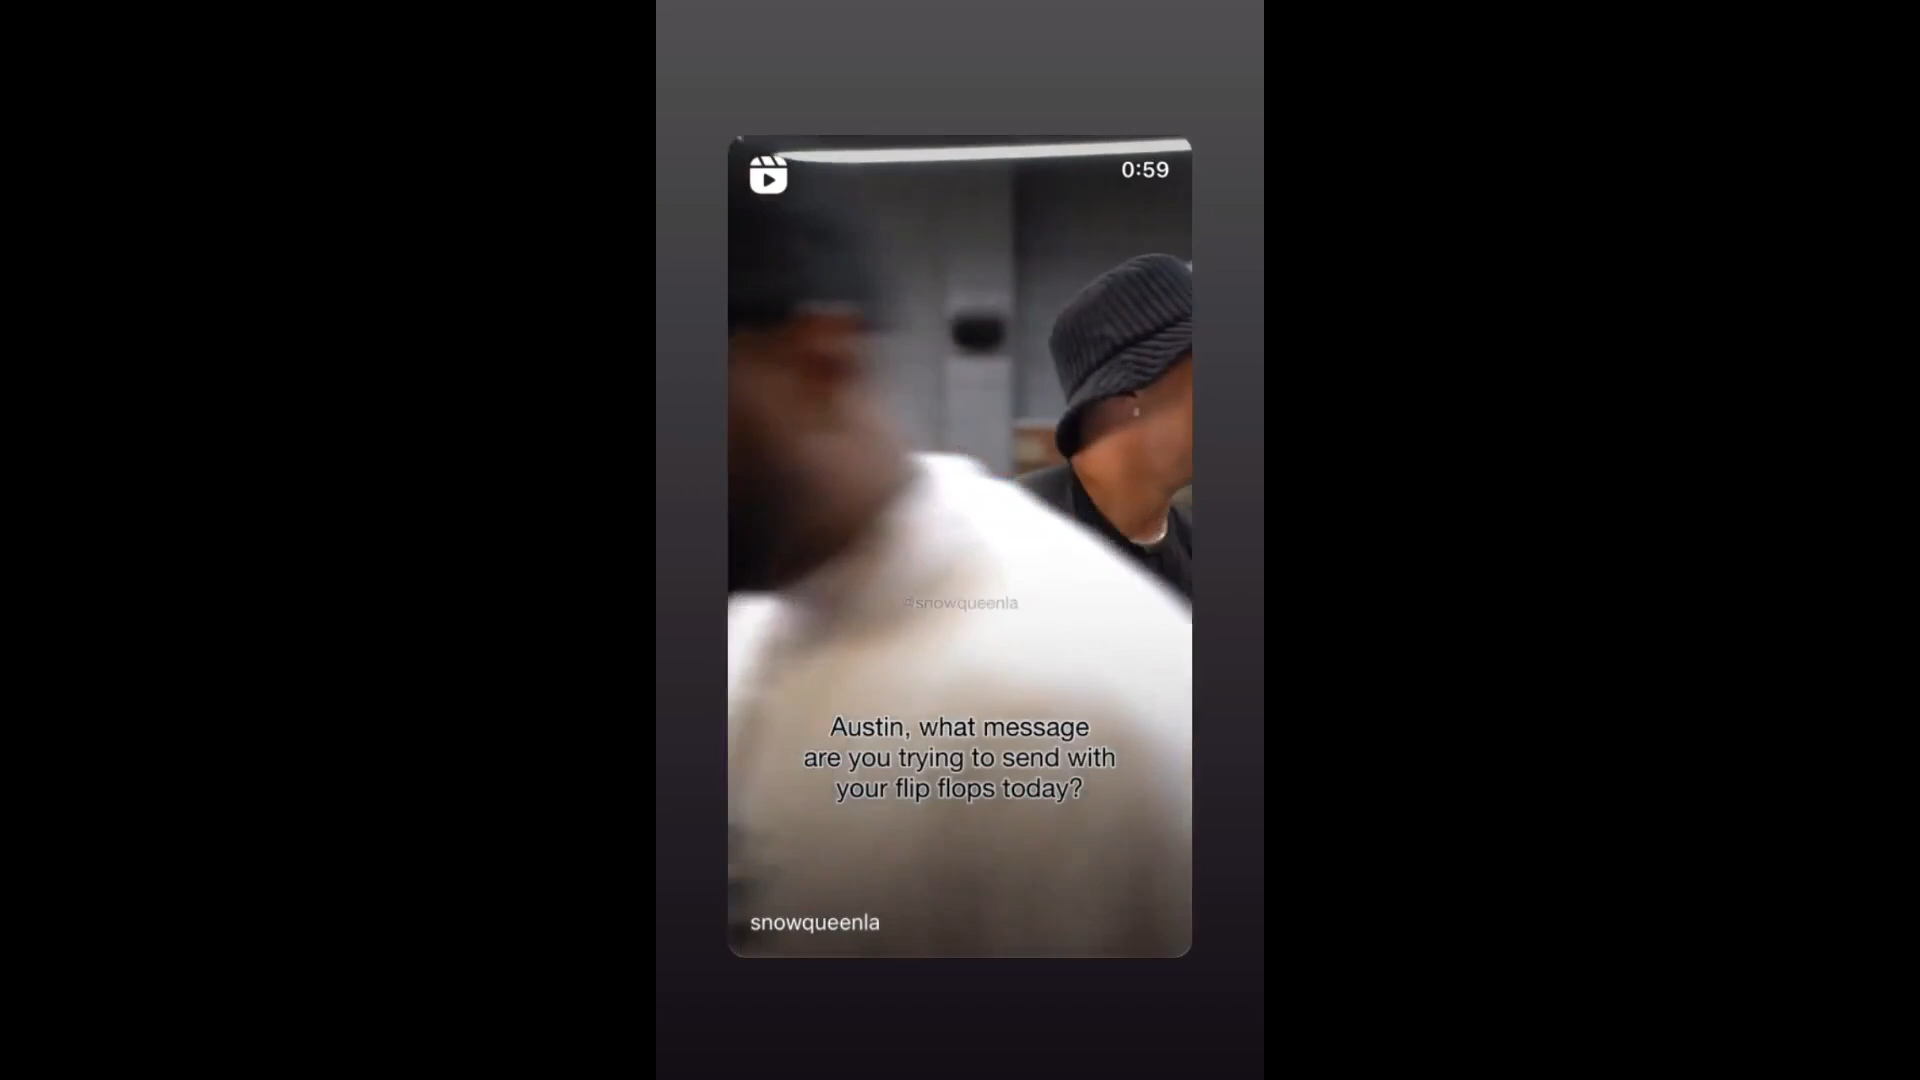 0:59
@snowqueenla
Austin, what message
are you trying to send with
your flip flops today?
snowqueenla